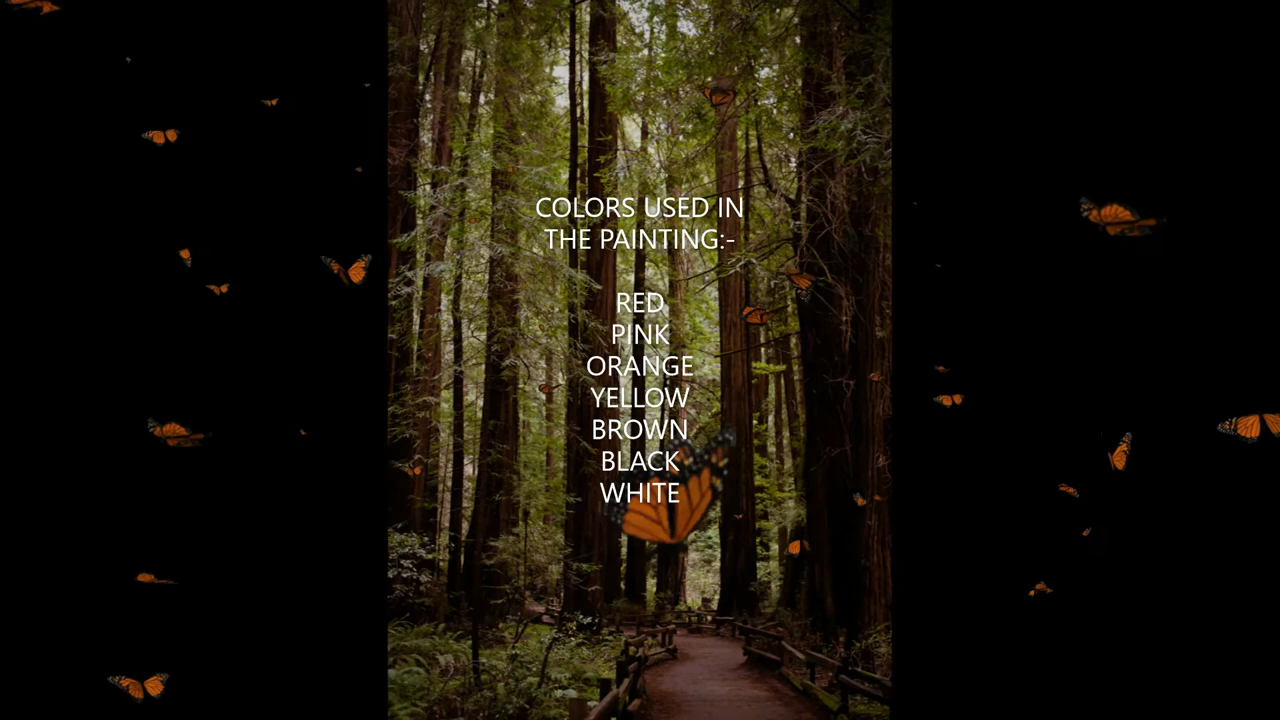 COLORS USED IN
THE PAINTING:-
RED
PINK
ORANGE
YELLOW
BROWN
BLACK
WHITE